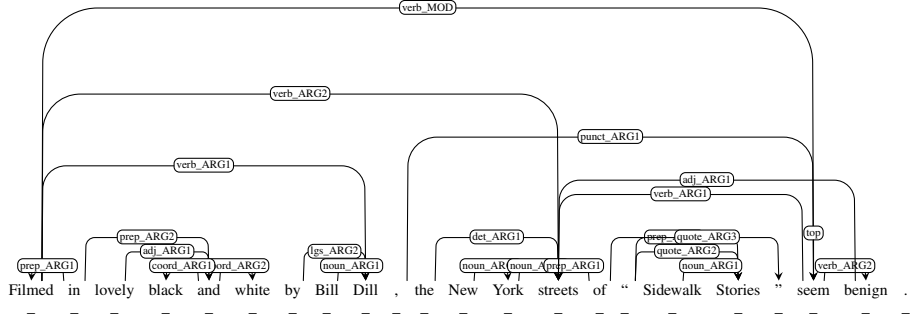 verb_MOD
verb_ARG2
punct_ARG1
verb_ARG1
adj_ARG1
verb_ARG1
top
prep_ARG2 det_ARG1 quote_ARG3
adj_ARG1 lgs_ARG2 quote_ARG2
prep_ARG1 coord_ARG1 noun_ARG1 prep_ARG1 noun_ARG1 verb_ARG2
Filmed in lovely black and white by Bill Dill , the New York streets of “ Sidewalk Stories ” seem benign .
_ _ _ _ _ _ _ _ _ _ _ _ _ _ _ _ _ _ _ _ _ _